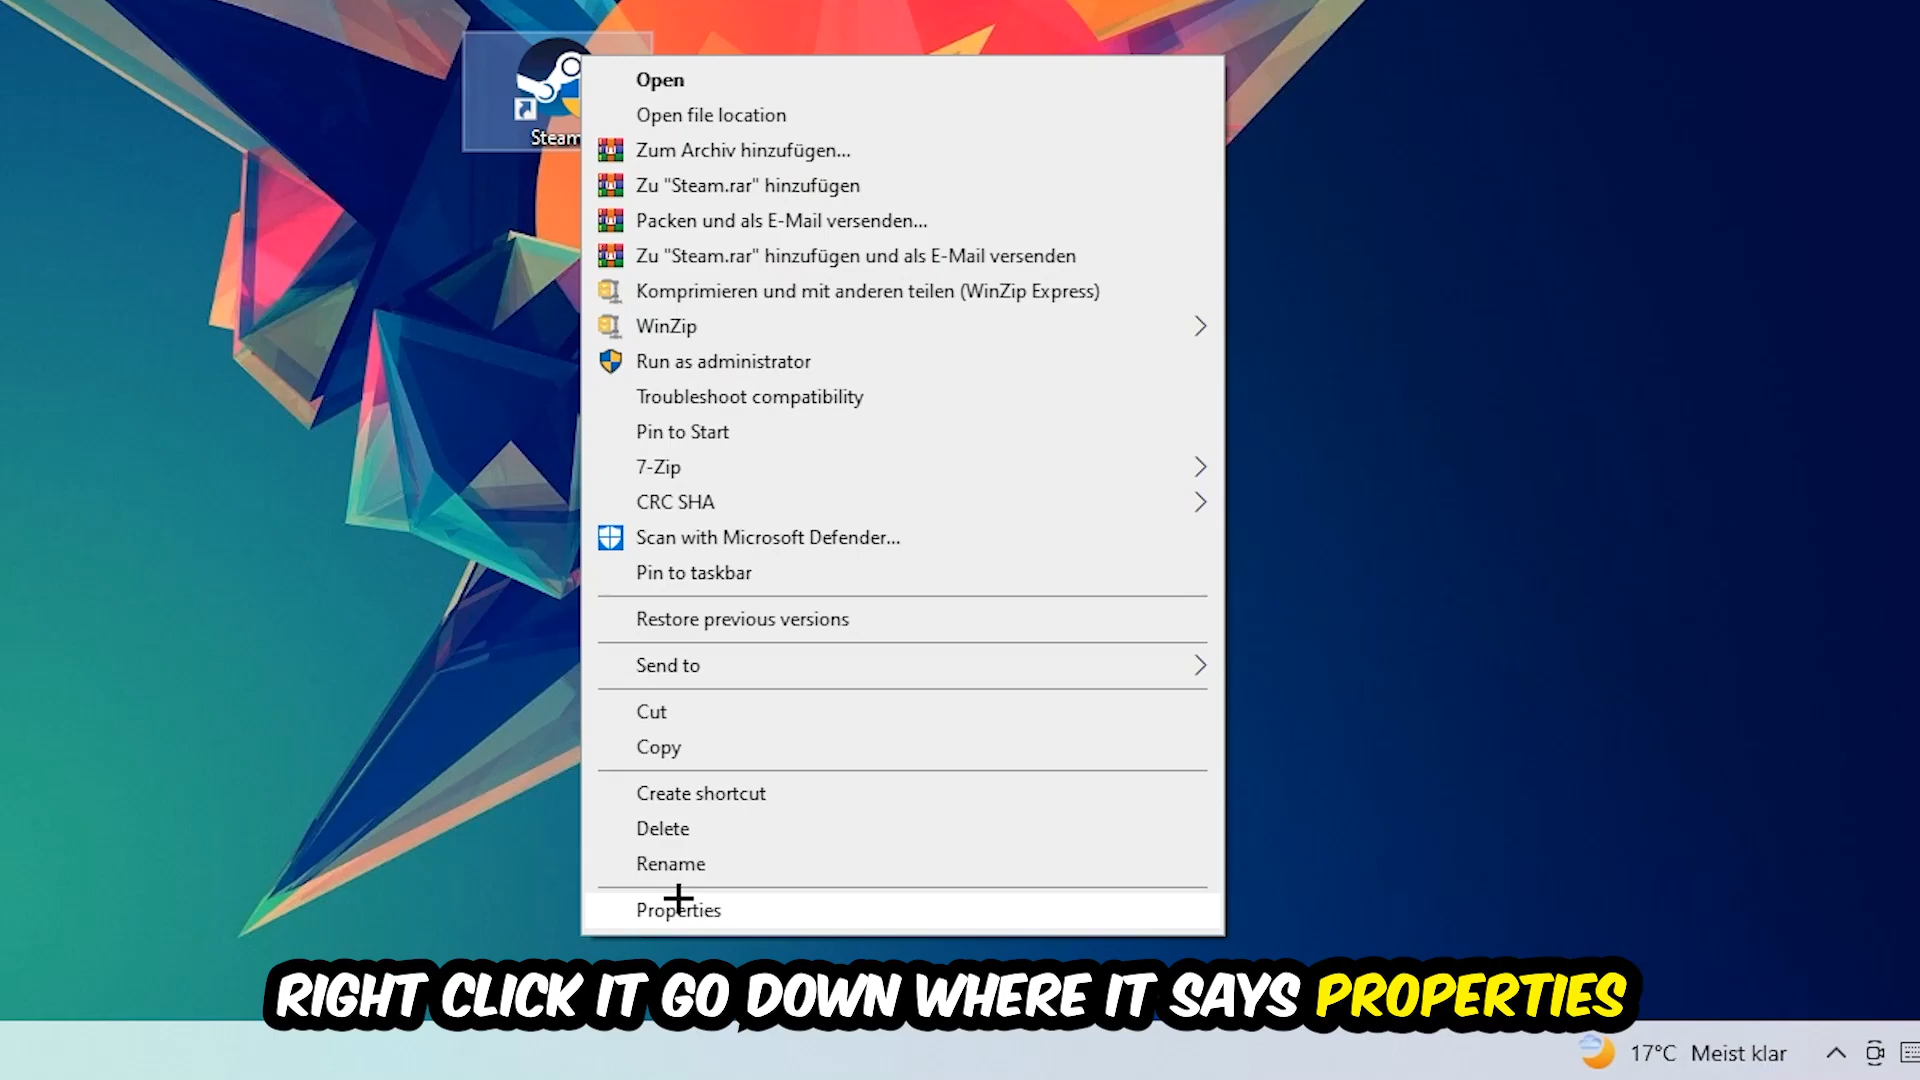 Steam
Open
Open file location
Zum Archiv hinzufügen...
Zu "Steam.rar" hinzufügen
Packen und als E-Mail versenden...
Zu "Steam.rar" hinzufügen und als E-Mail versenden
Komprimieren und mit anderen teilen (WinZip Express)
WinZip
Run as administrator
Troubleshoot compatibility
Pin to Start
7-Zip
CRC SHA
Scan with Microsoft Defender...
Pin to taskbar
Restore previous versions
Send to
Cut
Copy
Create shortcut
Delete
Rename
Properties
RIGHT CLICK IT GO DOWN WHERE IT SAYS PROPERTIES
17°C Meist klar